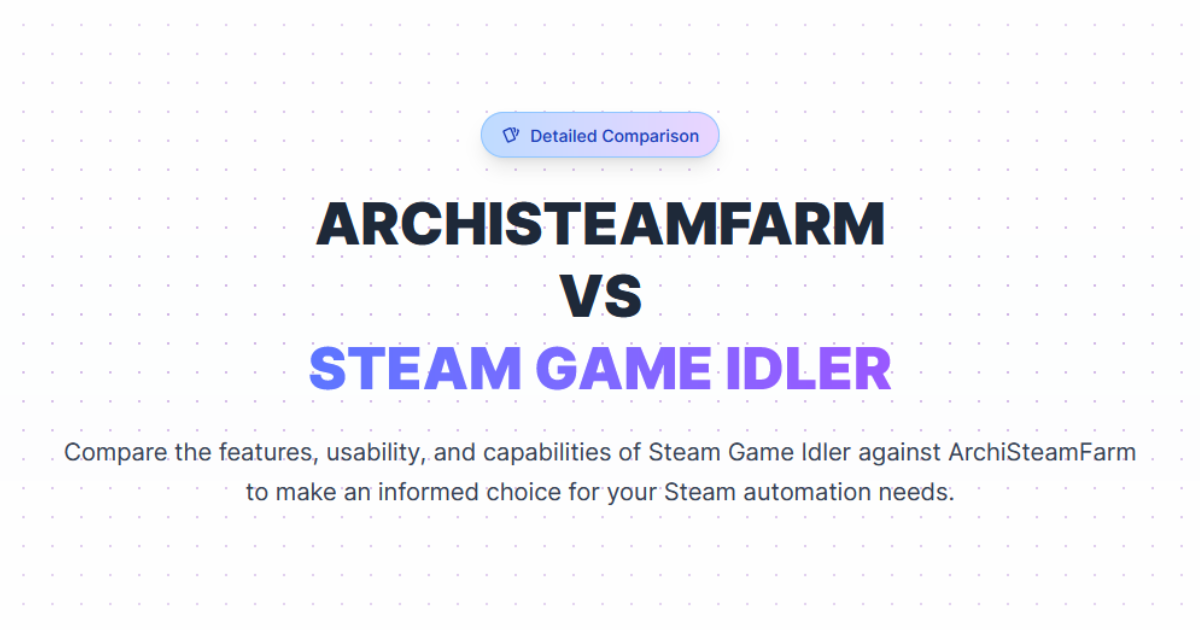 Detailed Comparison
ARCHISTEAMFARM
VS
STEAM GAME IDLER
Compare the features, usability, and capabilities of Steam Game Idler against ArchiSteamFarm
to make an informed choice for your Steam automation needs.